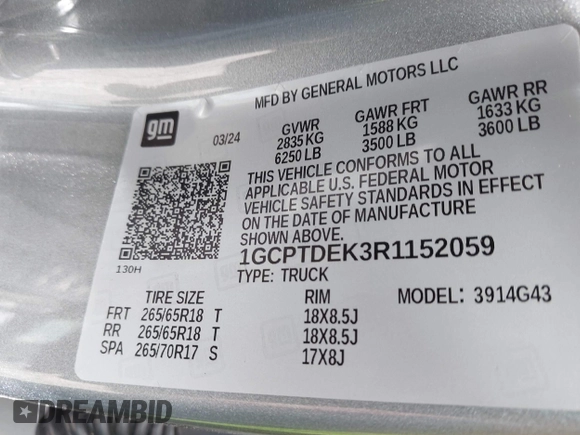 MFD BY GENERAL MOTORS LLC
gm
03/24
GVWR
2835 KG
6250 LB
GAWR FRT
1588 KG
3500 LB
GAWR RR
1633 KG
3600 LB
THIS VEHICLE CONFORMS TO ALL
APPLICABLE U.S. FEDERAL MOTOR
VEHICLE SAFETY STANDARDS IN EFFECT
ON THE DATE OF MANUFACTURE
SHOWN ABOVE.
1GCPTDEK3R1152059
130H
TYPE: TRUCK
TIRE SIZE RIM MODEL: 3914G43
FRT 265/65R18 T 18X8.5J
RR 265/65R18 T 18X8.5J
SPA 265/70R17 S 17X8J
DREAMBID